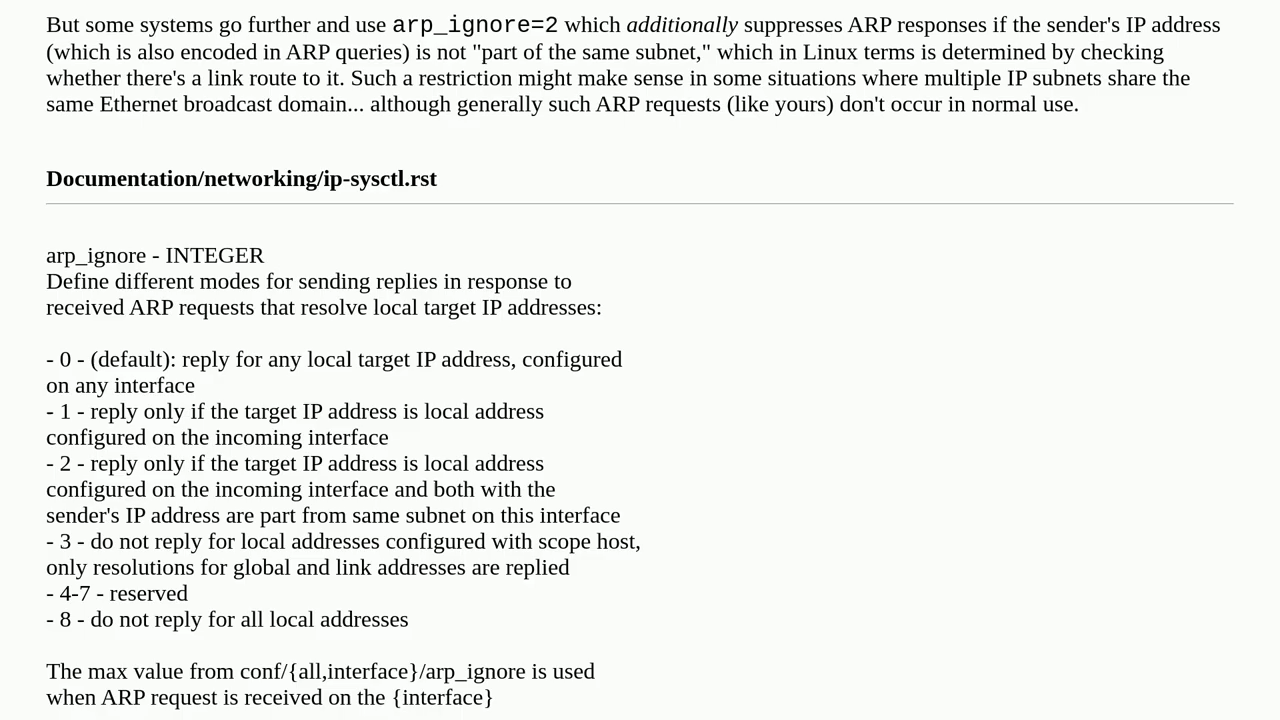 But some systems go further and use arp_ignore=2 which additionally suppresses ARP responses if the sender's IP address
(which is also encoded in ARP queries) is not "part of the same subnet," which in Linux terms is determined by checking
whether there's a link route to it. Such a restriction might make sense in some situations where multiple IP subnets share the
same Ethernet broadcast domain... although generally such ARP requests (like yours) don't occur in normal use.
Documentation/networking/ip-sysctl.rst
arp_ignore - INTEGER
Define different modes for sending replies in response to
received ARP requests that resolve local target IP addresses:
- 0 - (default): reply for any local target IP address, configured
on any interface
- 1 - reply only if the target IP address is local address
configured on the incoming interface
- 2 - reply only if the target IP address is local address
configured on the incoming interface and both with the
sender's IP address are part from same subnet on this interface
- 3 - do not reply for local addresses configured with scope host,
only resolutions for global and link addresses are replied
- 4-7 - reserved
- 8 - do not reply for all local addresses
The max value from conf/{all,interface}/arp_ignore is used
when ARP request is received on the {interface}